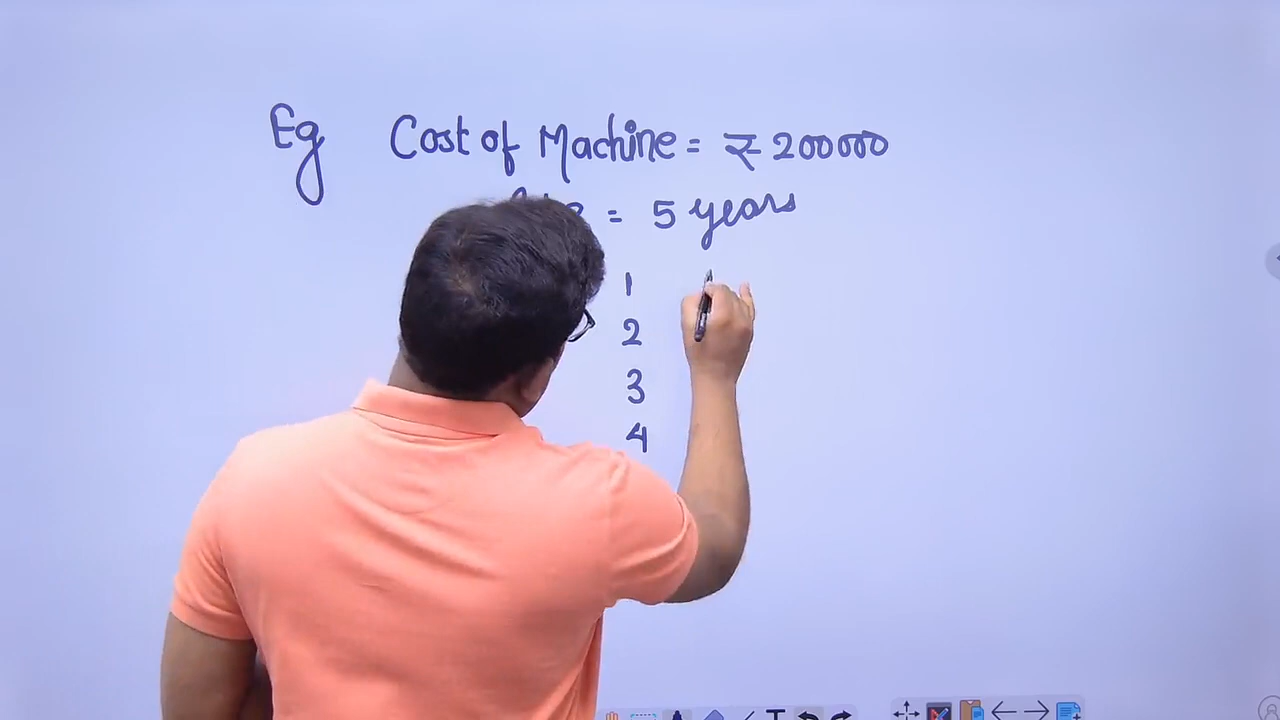 Eg Cost of Machine = ₹ 200000
= 5 years
1
2
3
4